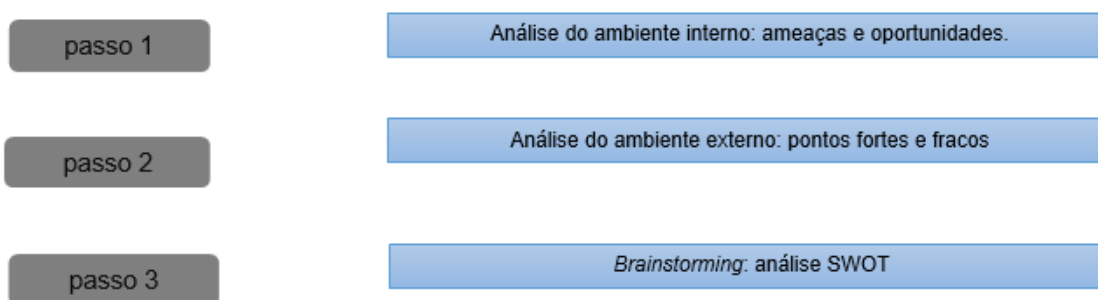 passo 1
Análise do ambiente interno: ameaças e oportunidades.
passo 2
Análise do ambiente externo: pontos fortes e fracos
passo 3
Brainstorming: análise SWOT